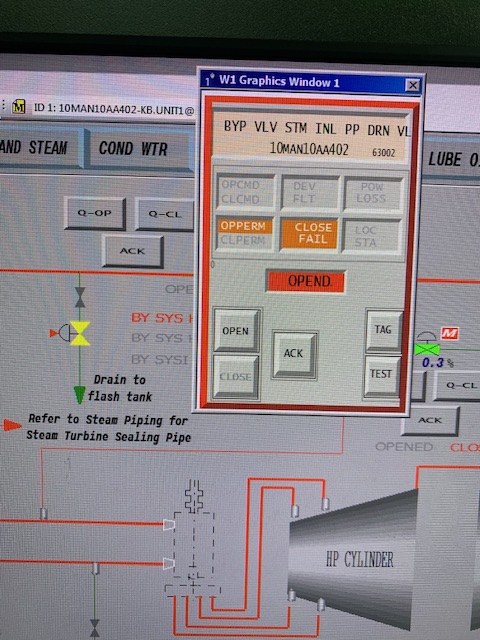 W1 Graphics Window 1
ID 1: 10MAN10AA402-KB.UNIT1@
AND STEAM
COND WTR
LUBE O
BYP VLV STM INL PP DRN VL
10MAN10AA402
63002
OPCMD
CLCMD
DEV
FLT
POW
LOSS
OPPERM
CLPERM
CLOSE
FAIL
LOC
STA
0
OPEND
OPEN
CLOSE
ACK
TAG
TEST
Q-OP
Q-CL
ACK
OPE
BY SYS
BY SYS
BY SYSI
Drain to
flash tank
Refer to Steam Piping for
Steam Turbine Sealing Pipe
M
0.3 %
Q-CL
ACK
OPENED
CLO
HP CYLINDER